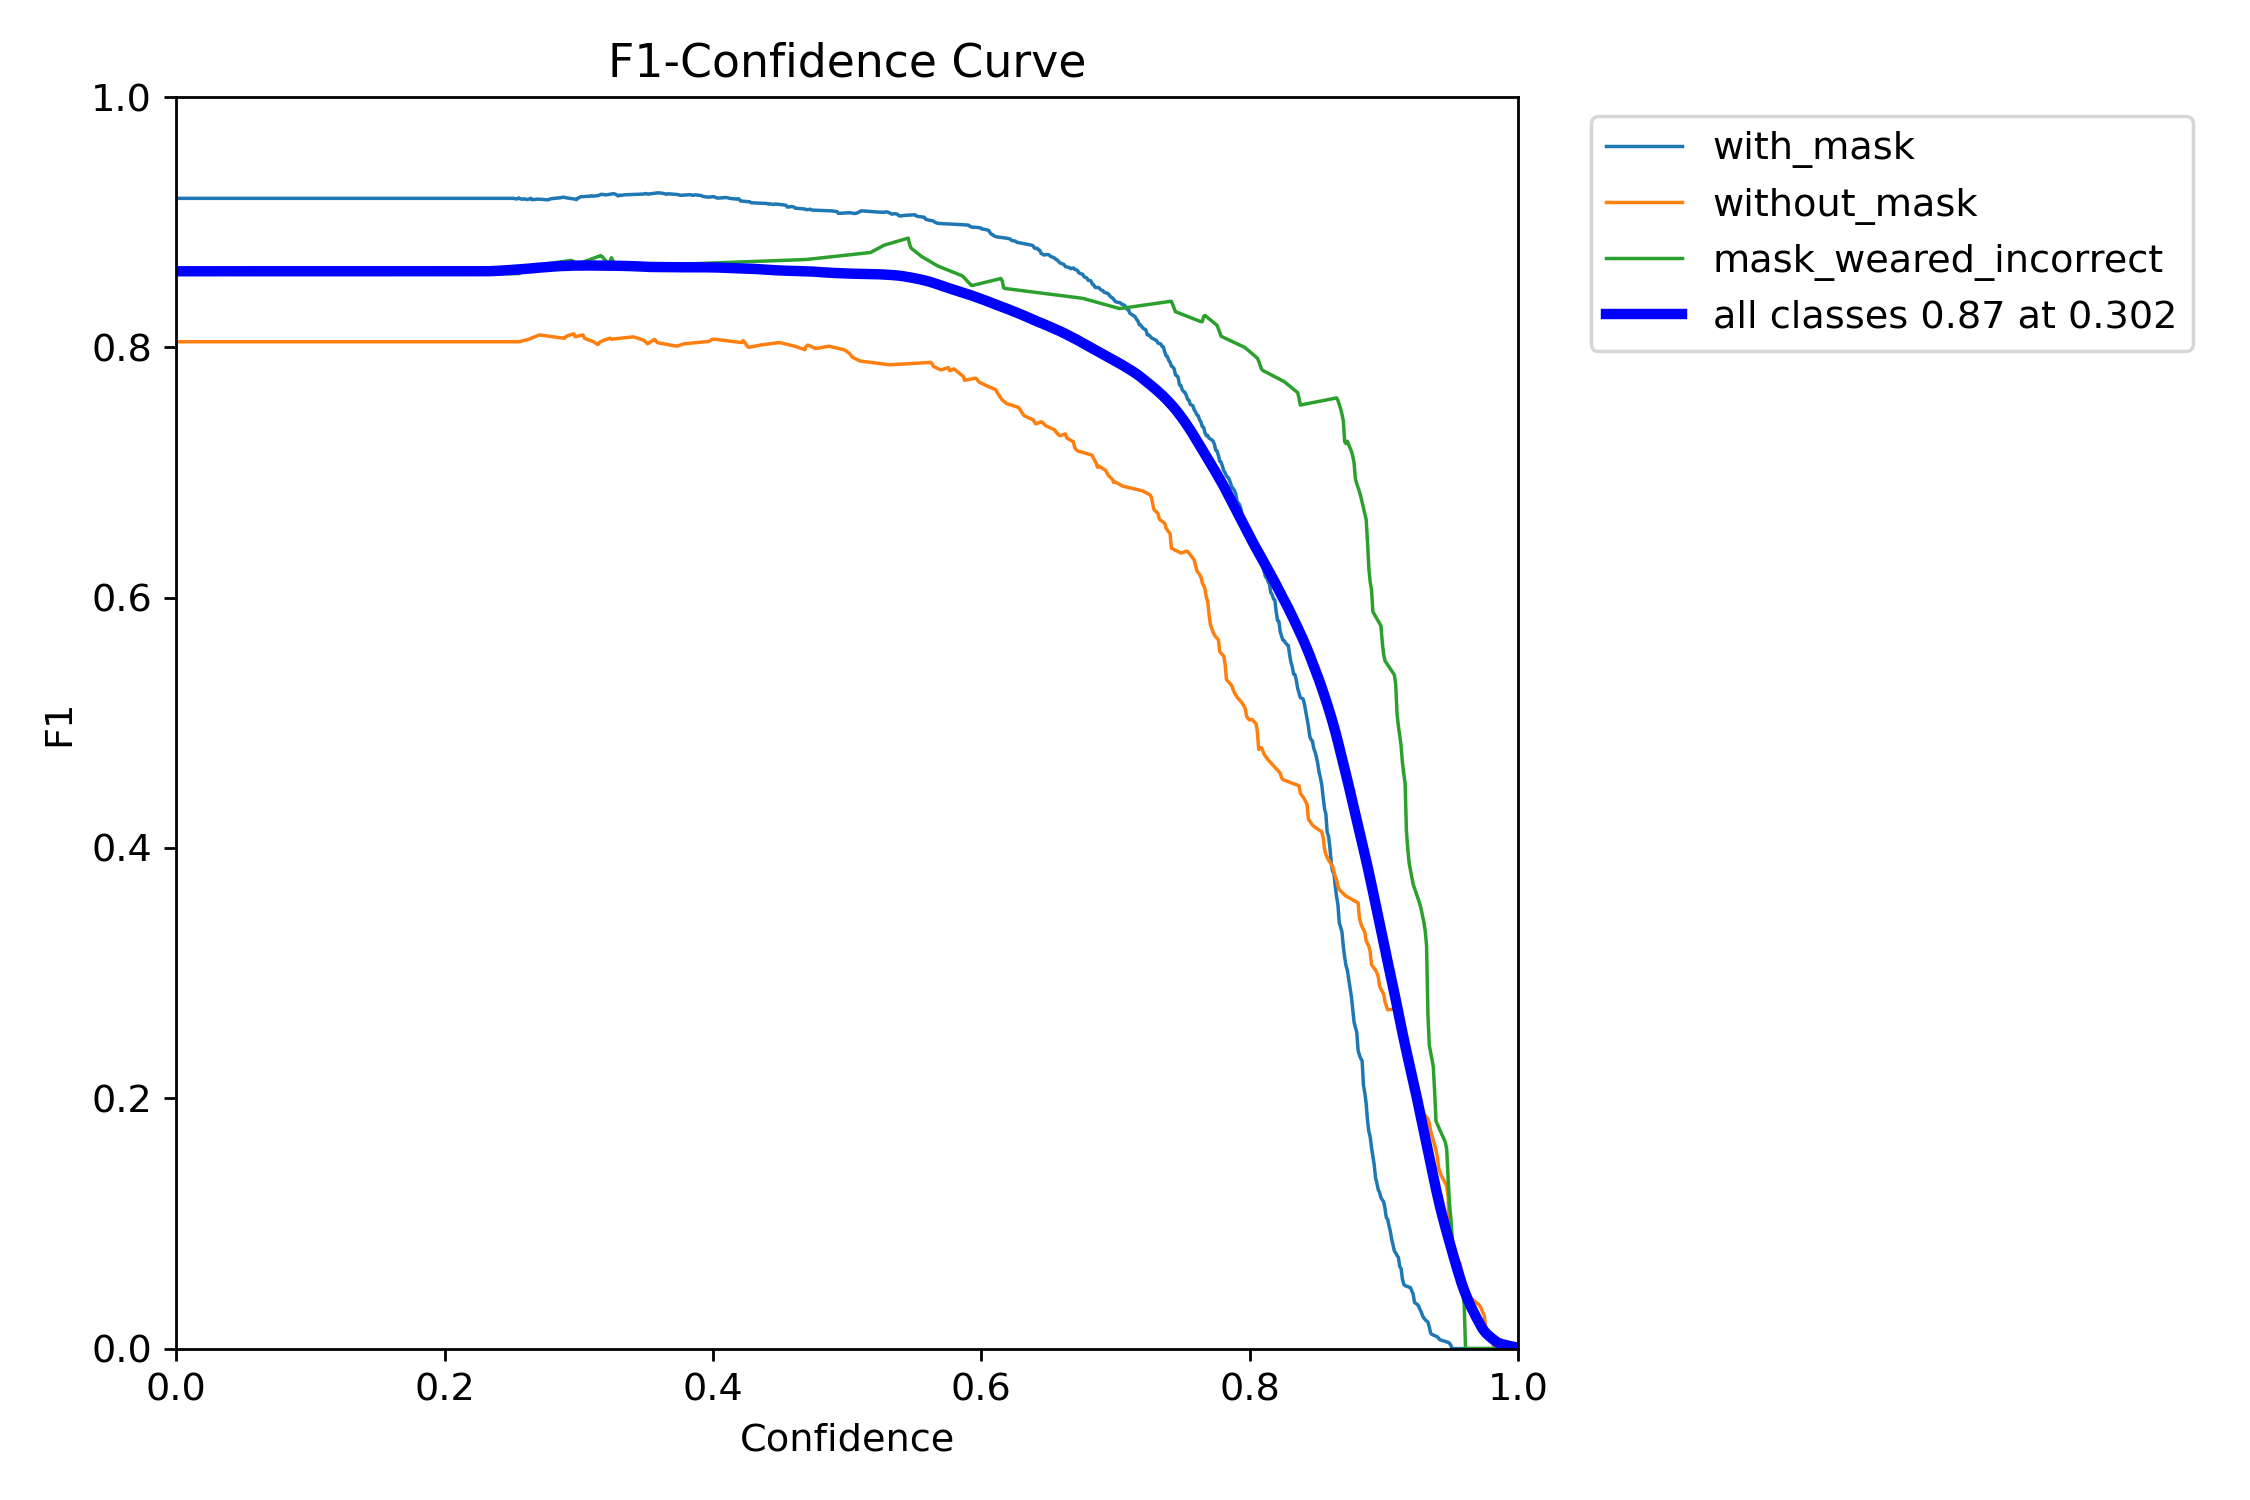 F1-Confidence Curve
1.0
0.8
0.6
0.4
0.2
0.0
F1
0.0 0.2 0.4 0.6 0.8 1.0
Confidence
with_mask
without_mask
mask_weared_incorrect
all classes 0.87 at 0.302